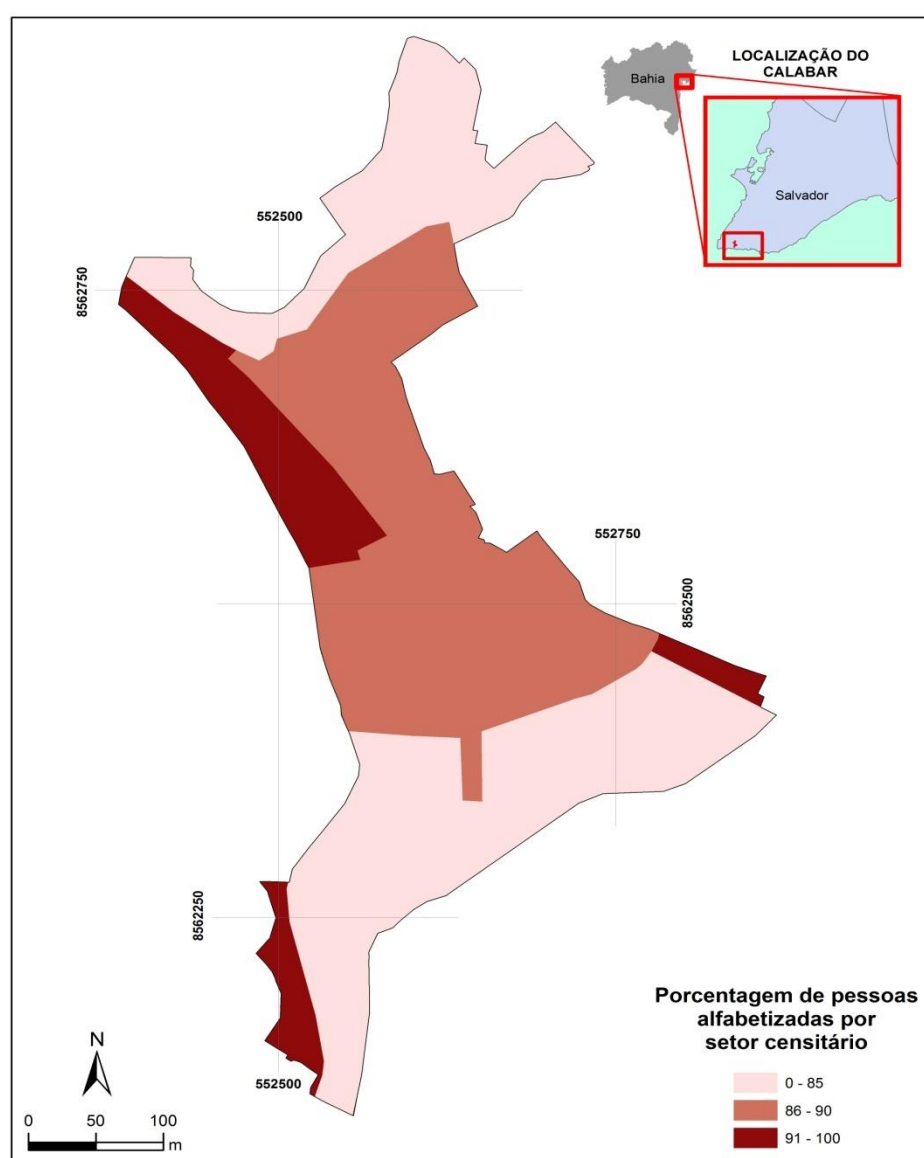 LOCALIZAÇÃO DO
CALABAR
Bahia
Salvador
552500
8562750
552750
8562500
8562250
552500
Porcentagem de pessoas
alfabetizadas por
setor censitário
0 - 85
86 - 90
91 - 100
N
0 50 100
m